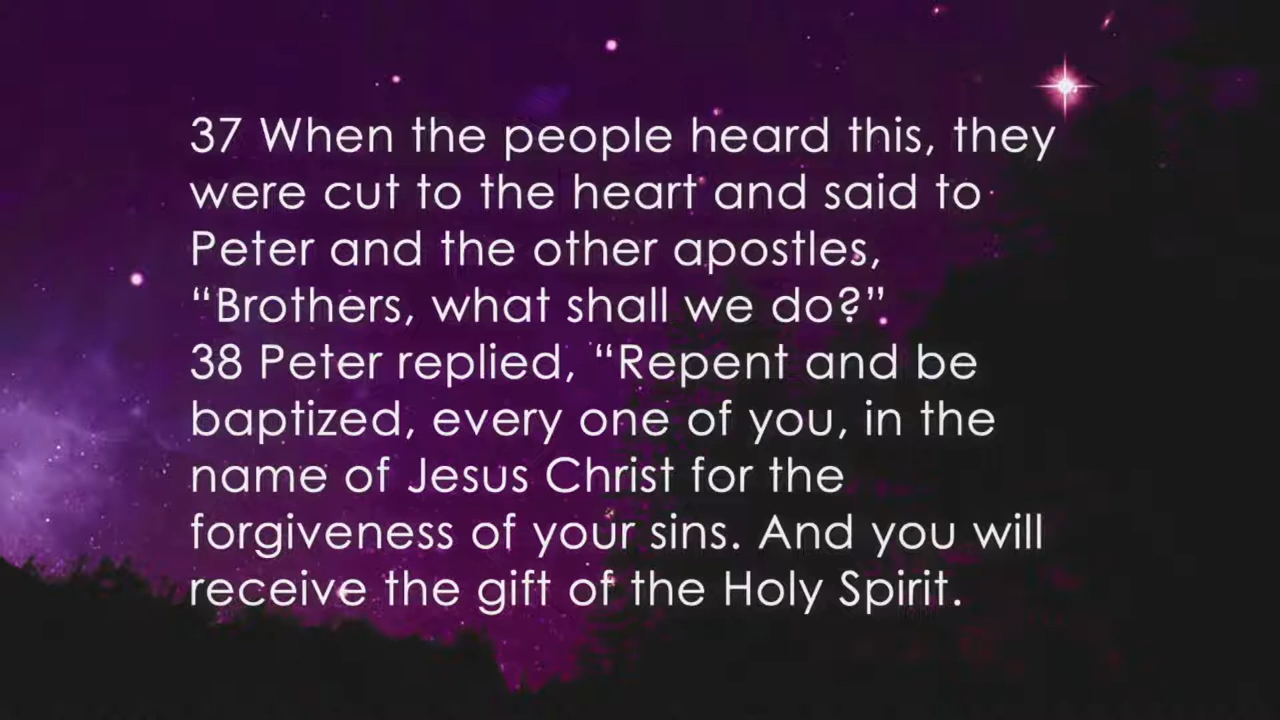 37 When the people heard this, they
were cut to the heart and said to
Peter and the other apostles,
“Brothers, what shall we do?”
38 Peter replied, “Repent and be
baptized, every one of you, in the
name of Jesus Christ for the
forgiveness of your sins. And you will
receive the gift of the Holy Spirit.